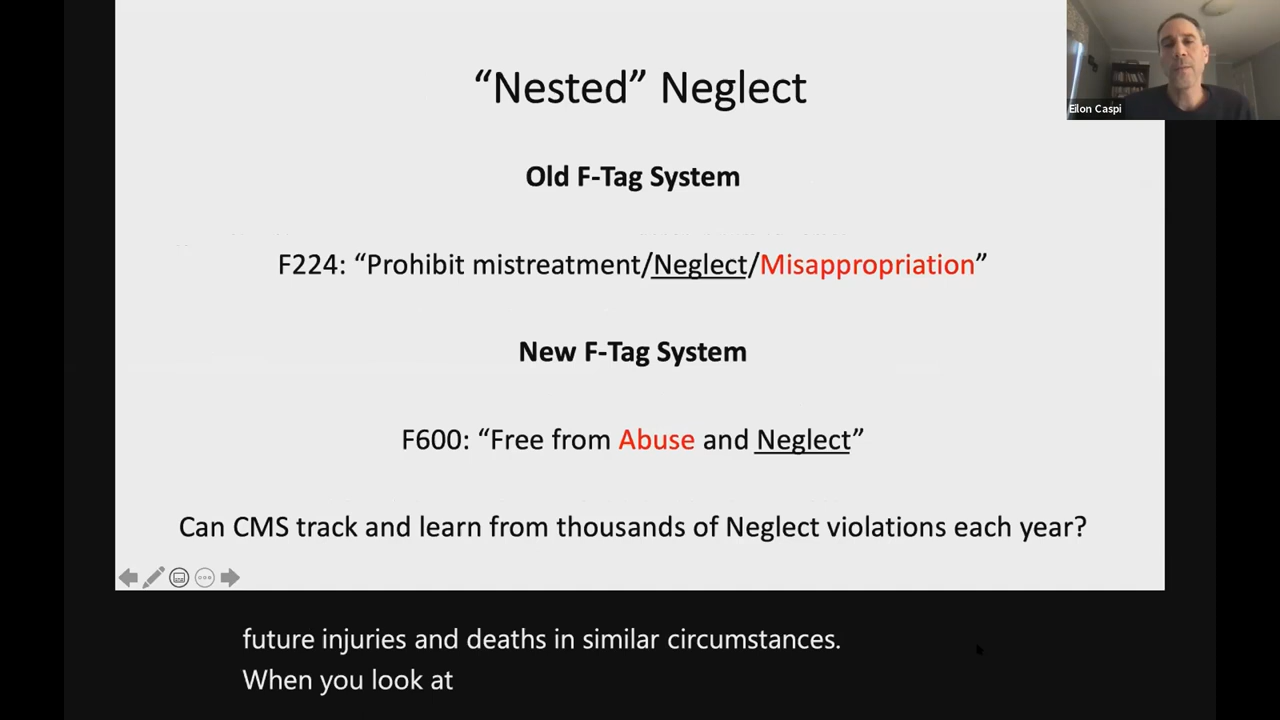 “Nested” Neglect
Eilon Caspi
Old F-Tag System
F224: “Prohibit mistreatment/Neglect/Misappropriation”
New F-Tag System
F600: “Free from Abuse and Neglect”
Can CMS track and learn from thousands of Neglect violations each year?
future injuries and deaths in similar circumstances.
When you look at